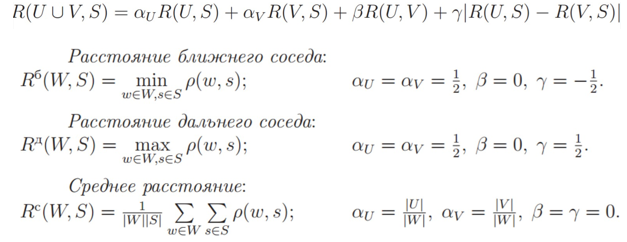 R(U ∪ V, S) = α_U R(U, S) + α_V R(V, S) + βR(U, V) + γ|R(U, S) − R(V, S)|
Расстояние ближнего соседа:
R^б(W, S) = min_{w∈W,s∈S} ρ(w, s); α_U = α_V = 1/2, β = 0, γ = −1/2.
Расстояние дальнего соседа:
R^д(W, S) = max_{w∈W,s∈S} ρ(w, s); α_U = α_V = 1/2, β = 0, γ = 1/2.
Среднее расстояние:
R^с(W, S) = 1/|W||S| ∑_{w∈W} ∑_{s∈S} ρ(w, s); α_U = |U|/|W|, α_V = |V|/|W|, β = γ = 0.